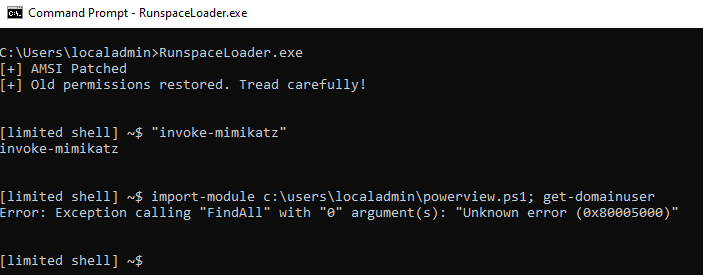 Command Prompt - RunspaceLoader.exe
C:\Users\localadmin>RunspaceLoader.exe
[+] AMSI Patched
[+] Old permissions restored. Tread carefully!
[limited shell] ~$ "invoke-mimikatz"
invoke-mimikatz
[limited shell] ~$ import-module c:\users\localadmin\powerview.ps1; get-domainuser
Error: Exception calling "FindAll" with "0" argument(s): "Unknown error (0x80005000)"
[limited shell] ~$